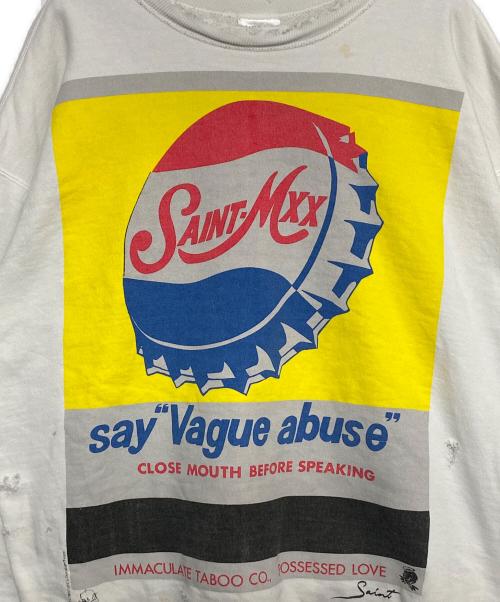 SAINT-MXX
say "Vague abuse"
CLOSE MOUTH BEFORE SPEAKING
IMMACULATE TABOO CO., POSSESSED LOVE
Saint